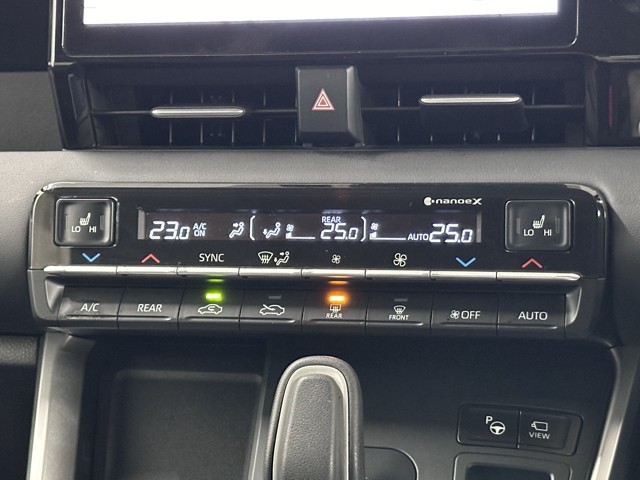 nanoeX
LO HI
23.0 A/C ON REAR 25.0 AUTO 25.0
LO HI
SYNC
A/C REAR REAR FRONT OFF AUTO
P VIEW